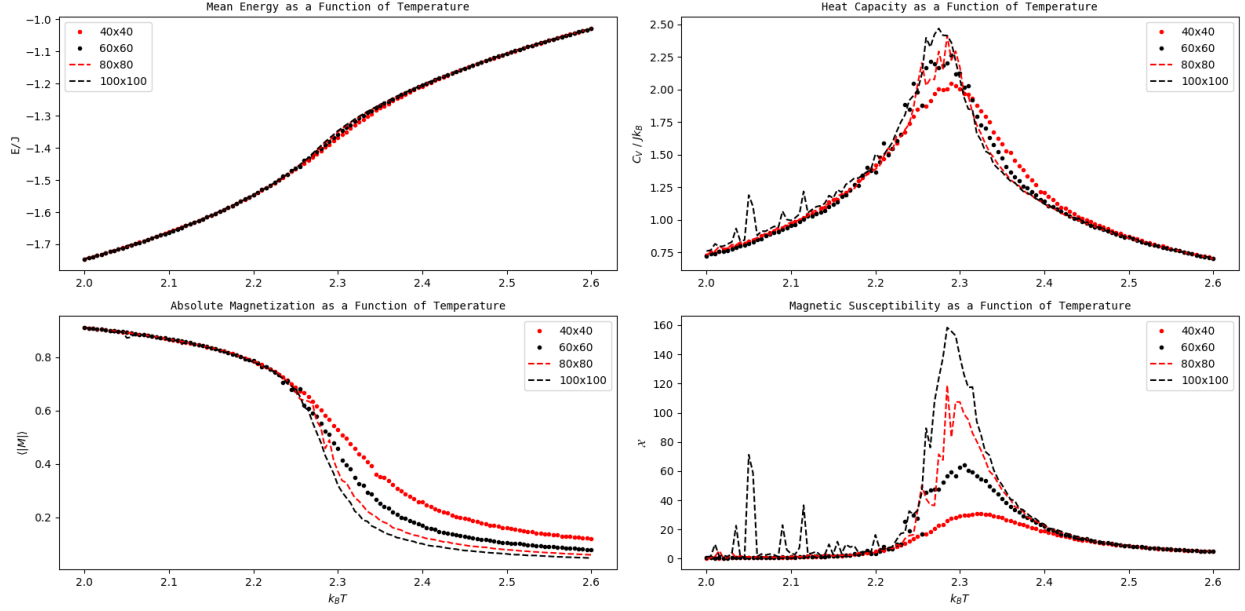 Mean Energy as a Function of Temperature
−1.0
−1.1
−1.2
−1.3
−1.4
−1.5
−1.6
−1.7
E/J
40x40
60x60
80x80
100x100
2.0 2.1 2.2 2.3 2.4 2.5 2.6
Heat Capacity as a Function of Temperature
2.50
2.25
2.00
1.75
1.50
1.25
1.00
0.75
C_V / Jk_B
40x40
60x60
80x80
100x100
2.0 2.1 2.2 2.3 2.4 2.5 2.6
Absolute Magnetization as a Function of Temperature
0.8
0.6
0.4
0.2
⟨|M|⟩
40x40
60x60
80x80
100x100
2.0 2.1 2.2 2.3 2.4 2.5 2.6
k_BT
Magnetic Susceptibility as a Function of Temperature
160
140
120
100
80
60
40
20
0
𝒳
40x40
60x60
80x80
100x100
2.0 2.1 2.2 2.3 2.4 2.5 2.6
k_BT